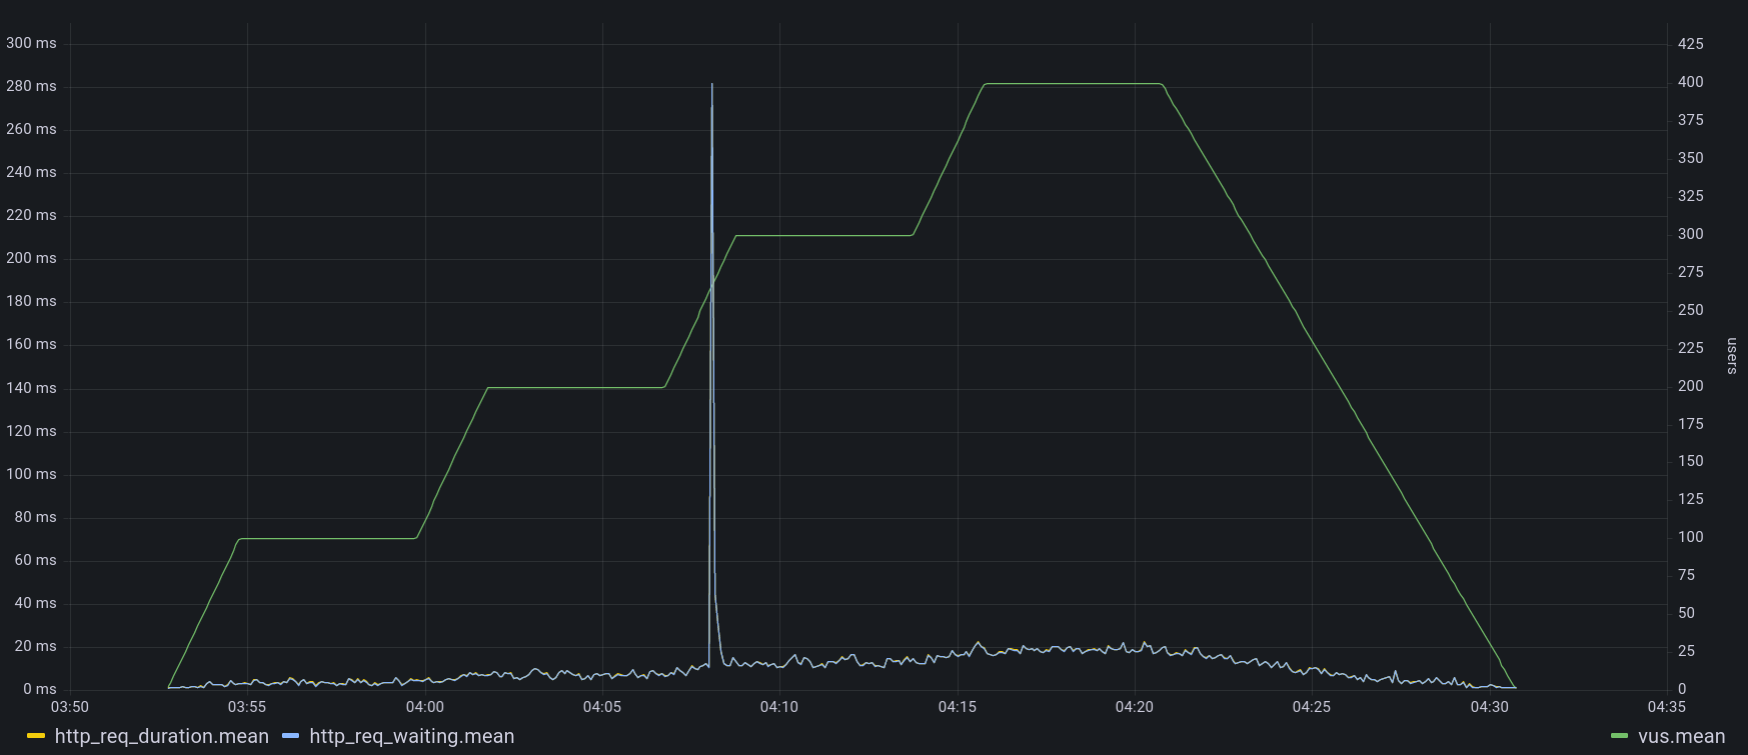 300 ms
280 ms
260 ms
240 ms
220 ms
200 ms
180 ms
160 ms
140 ms
120 ms
100 ms
80 ms
60 ms
40 ms
20 ms
0 ms
425
400
375
350
325
300
275
250
225
200
175
150
125
100
75
50
25
0
users
03:50 03:55 04:00 04:05 04:10 04:15 04:20 04:25 04:30 04:35
http_req_duration.mean http_req_waiting.mean vus.mean